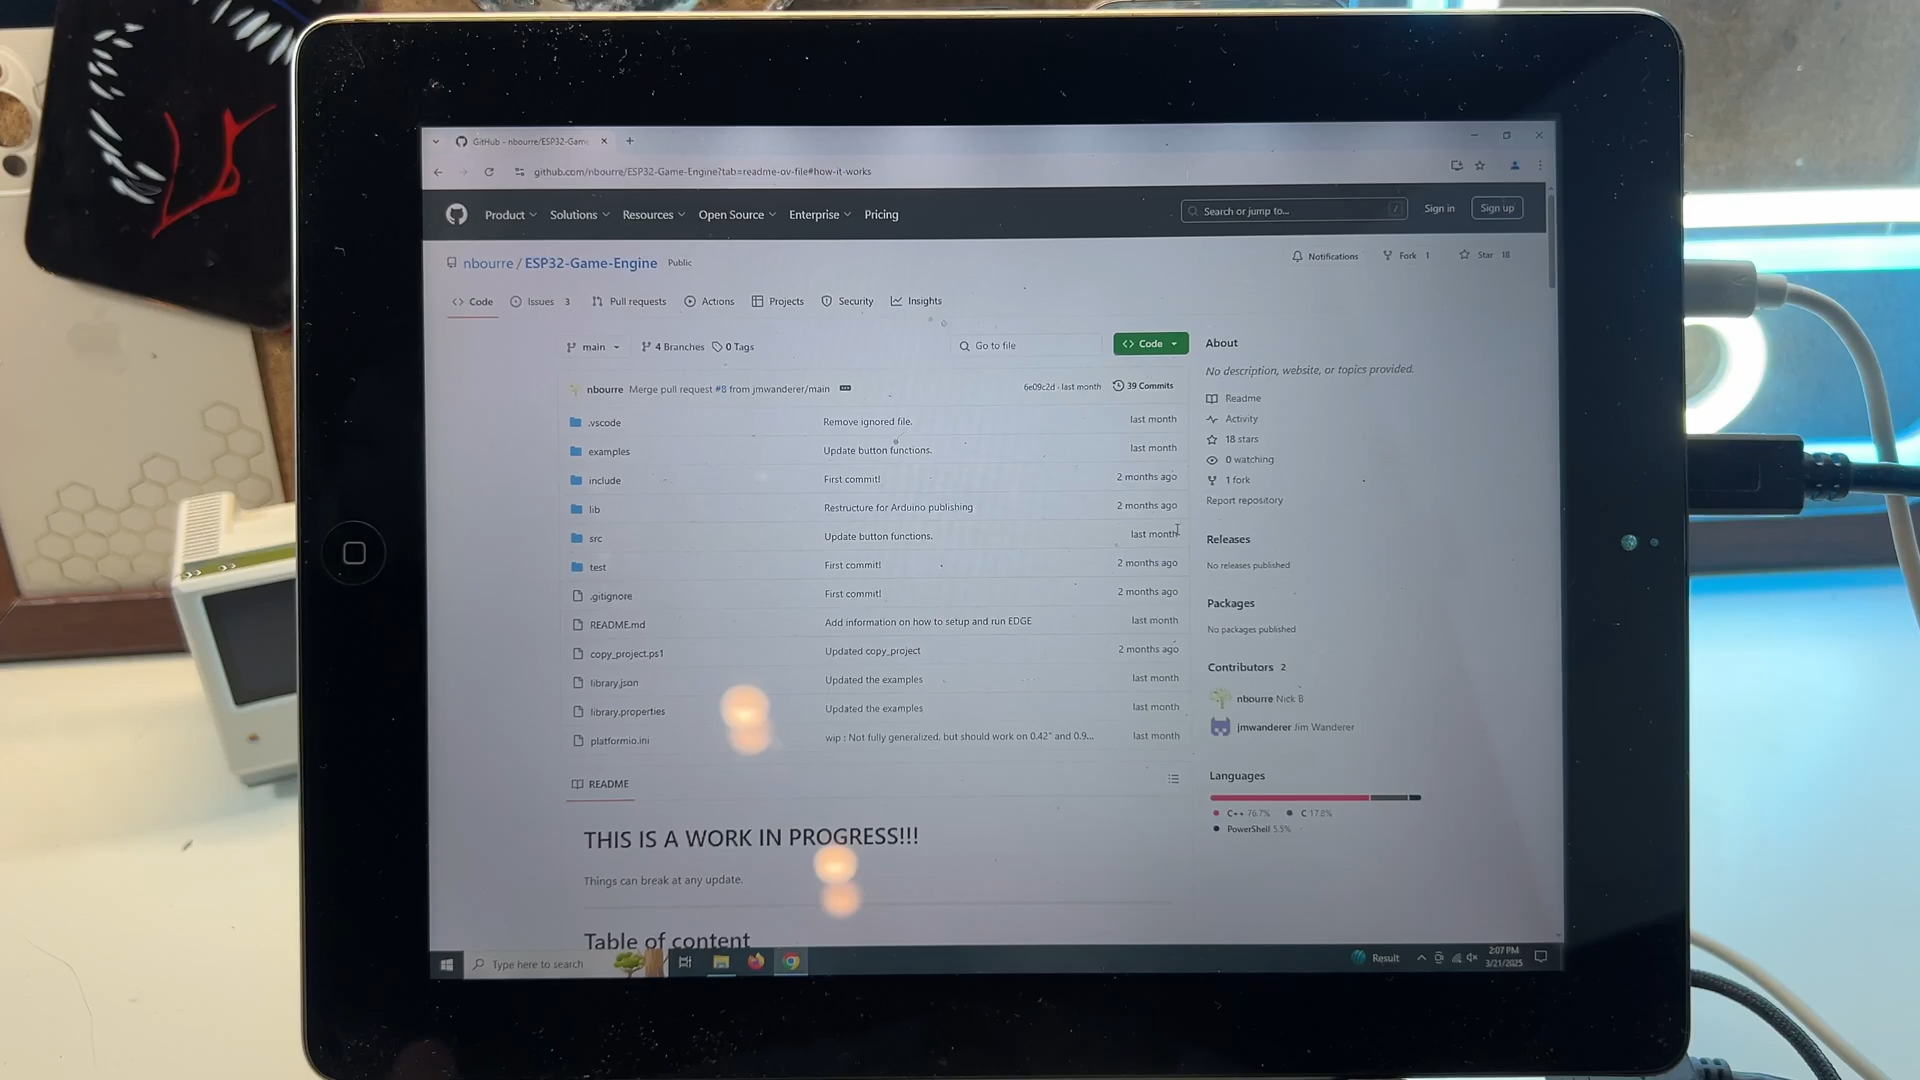 GitHub - nbourre/ESP32-Game
github.com/nbourre/ESP32-Game-Engine?tab=readme-ov-file#how-it-works
Product Solutions Resources Open Source Enterprise Pricing
Search or jump to... /
Sign in Sign up
nbourre / ESP32-Game-Engine Public
Notifications Fork 1 Star 18
Code Issues 3 Pull requests Actions Projects Security Insights
main 4 Branches 0 Tags Go to file Code
nbourre Merge pull request #8 from jmwanderer/main 6e09c2d · last month 39 Commits
.vscode Remove ignored file. last month
examples Update button functions. last month
include First commit! 2 months ago
lib Restructure for Arduino publishing 2 months ago
src Update button functions. last month
test First commit! 2 months ago
.gitignore First commit! 2 months ago
README.md Add information on how to setup and run EDGE last month
copy_project.ps1 Updated copy_project 2 months ago
library.json Updated the examples last month
library.properties Updated the examples last month
platformio.ini wip : Not fully generalized, but should work on 0.42" and 0.9... last month
README
THIS IS A WORK IN PROGRESS!!!
Things can break at any update.
Table of content
About
No description, website, or topics provided.
Readme
Activity
18 stars
0 watching
1 fork
Report repository
Releases
No releases published
Packages
No packages published
Contributors 2
nbourre Nick B
jmwanderer Jim Wanderer
Languages
C++ 76.7% C 17.8%
PowerShell 5.5%
Type here to search
Result
2:07 PM
3/21/2025